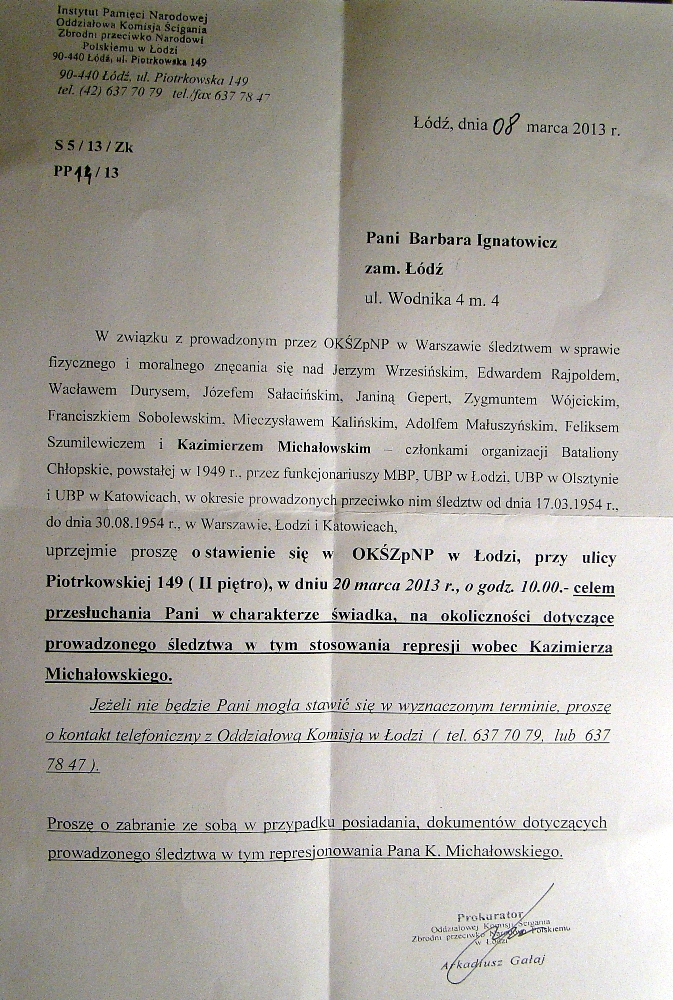 Instytut Pamięci Narodowej
Oddziałowa Komisja Ścigania
Zbrodni przeciwko Narodowi
Polskiemu w Łodzi
90-440 Łódź, ul. Piotrkowska 149
90-440 Łódź, ul. Piotrkowska 149
tel. (42) 637 70 79 tel./fax 637 78 47
Łódź, dnia 08 marca 2013 r.
S 5 / 13 / Zk
PP / 13
Pani Barbara Ignatowicz
zam. Łódź
ul. Wodnika 4 m. 4
W związku z prowadzonym przez OKŚZpNP w Warszawie śledztwem w sprawie
fizycznego i moralnego znęcania się nad Jerzym Wrzesińskim, Edwardem Rajpoldem,
Wacławem Durysem, Józefem Sałacińskim, Janiną Gepert, Zygmuntem Wójcickim,
Franciszkiem Sobolewskim, Mieczysławem Kalińskim, Adolfem Małuszyńskim, Feliksem
Szumilewiczem i Kazimierzem Michałowskim – członkami organizacji Bataliony
Chłopskie, powstałej w 1949 r., przez funkcjonariuszy MBP, UBP w Łodzi, UBP w Olsztynie
i UBP w Katowicach, w okresie prowadzonych przeciwko nim śledztw od dnia 17.03.1954 r.,
do dnia 30.08.1954 r., w Warszawie, Łodzi i Katowicach,
uprzejmie proszę o stawienie się w OKŚZpNP w Łodzi, przy ulicy
Piotrkowskiej 149 ( II piętro), w dniu 20 marca 2013 r., o godz. 10.00.- celem
przesłuchania Pani w charakterze świadka, na okoliczności dotyczące
prowadzonego śledztwa w tym stosowania represji wobec Kazimierza
Michałowskiego.
Jeżeli nie będzie Pani mogła stawić się w wyznaczonym terminie, proszę
o kontakt telefoniczny z Oddziałową Komisją w Łodzi ( tel. 637 70 79, lub 637
78 47 ).
Proszę o zabranie ze sobą w przypadku posiadania, dokumentów dotyczących
prowadzonego śledztwa w tym represjonowania Pana K. Michałowskiego.
Prokurator
Oddziałowej Komisji Ścigania
Zbrodni przeciwko Narodowi Polskiemu
w Łodzi
Arkadiusz Gałaj